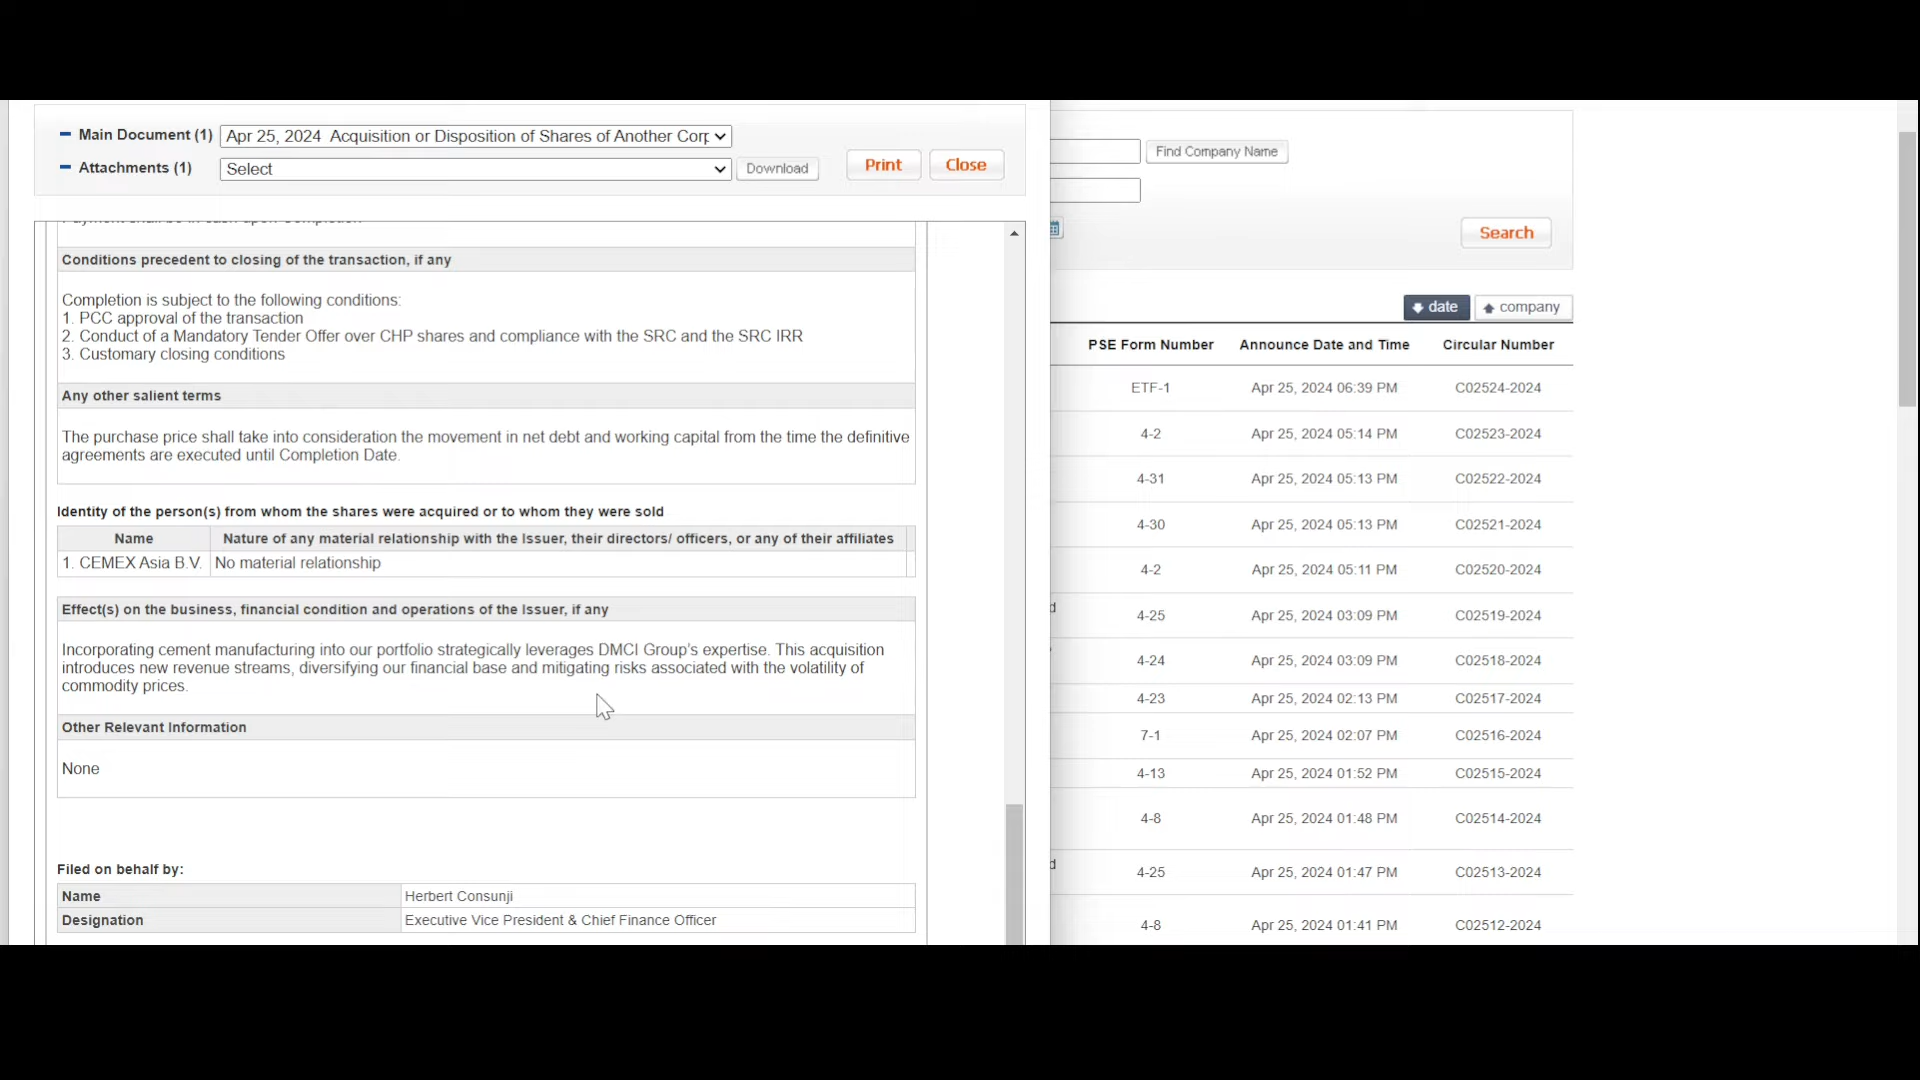 Main Document (1)
Apr 25, 2024 Acquisition or Disposition of Shares of Another Corp
Attachments (1)
Select
Download
Print
Close
Payment shall be in cash upon Completion
Conditions precedent to closing of the transaction, if any
Completion is subject to the following conditions:
1. PCC approval of the transaction
2. Conduct of a Mandatory Tender Offer over CHP shares and compliance with the SRC and the SRC IRR
3. Customary closing conditions
Any other salient terms
The purchase price shall take into consideration the movement in net debt and working capital from the time the definitive
agreements are executed until Completion Date.
Identity of the person(s) from whom the shares were acquired or to whom they were sold
Name Nature of any material relationship with the Issuer, their directors/ officers, or any of their affiliates
1. CEMEX Asia B.V. No material relationship
Effect(s) on the business, financial condition and operations of the Issuer, if any
Incorporating cement manufacturing into our portfolio strategically leverages DMCI Group's expertise. This acquisition
introduces new revenue streams, diversifying our financial base and mitigating risks associated with the volatility of
commodity prices.
Other Relevant Information
None
Filed on behalf by:
Name Herbert Consunji
Designation Executive Vice President & Chief Finance Officer
Find Company Name
Search
date company
PSE Form Number Announce Date and Time Circular Number
ETF-1 Apr 25, 2024 06:39 PM C02524-2024
4-2 Apr 25, 2024 05:14 PM C02523-2024
4-31 Apr 25, 2024 05:13 PM C02522-2024
4-30 Apr 25, 2024 05:13 PM C02521-2024
4-2 Apr 25, 2024 05:11 PM C02520-2024
d 4-25 Apr 25, 2024 03:09 PM C02519-2024
4-24 Apr 25, 2024 03:09 PM C02518-2024
4-23 Apr 25, 2024 02:13 PM C02517-2024
7-1 Apr 25, 2024 02:07 PM C02516-2024
4-13 Apr 25, 2024 01:52 PM C02515-2024
4-8 Apr 25, 2024 01:48 PM C02514-2024
d 4-25 Apr 25, 2024 01:47 PM C02513-2024
4-8 Apr 25, 2024 01:41 PM C02512-2024